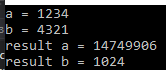 a = 1234
b = 4321
result a = 14749906
result b = 1024